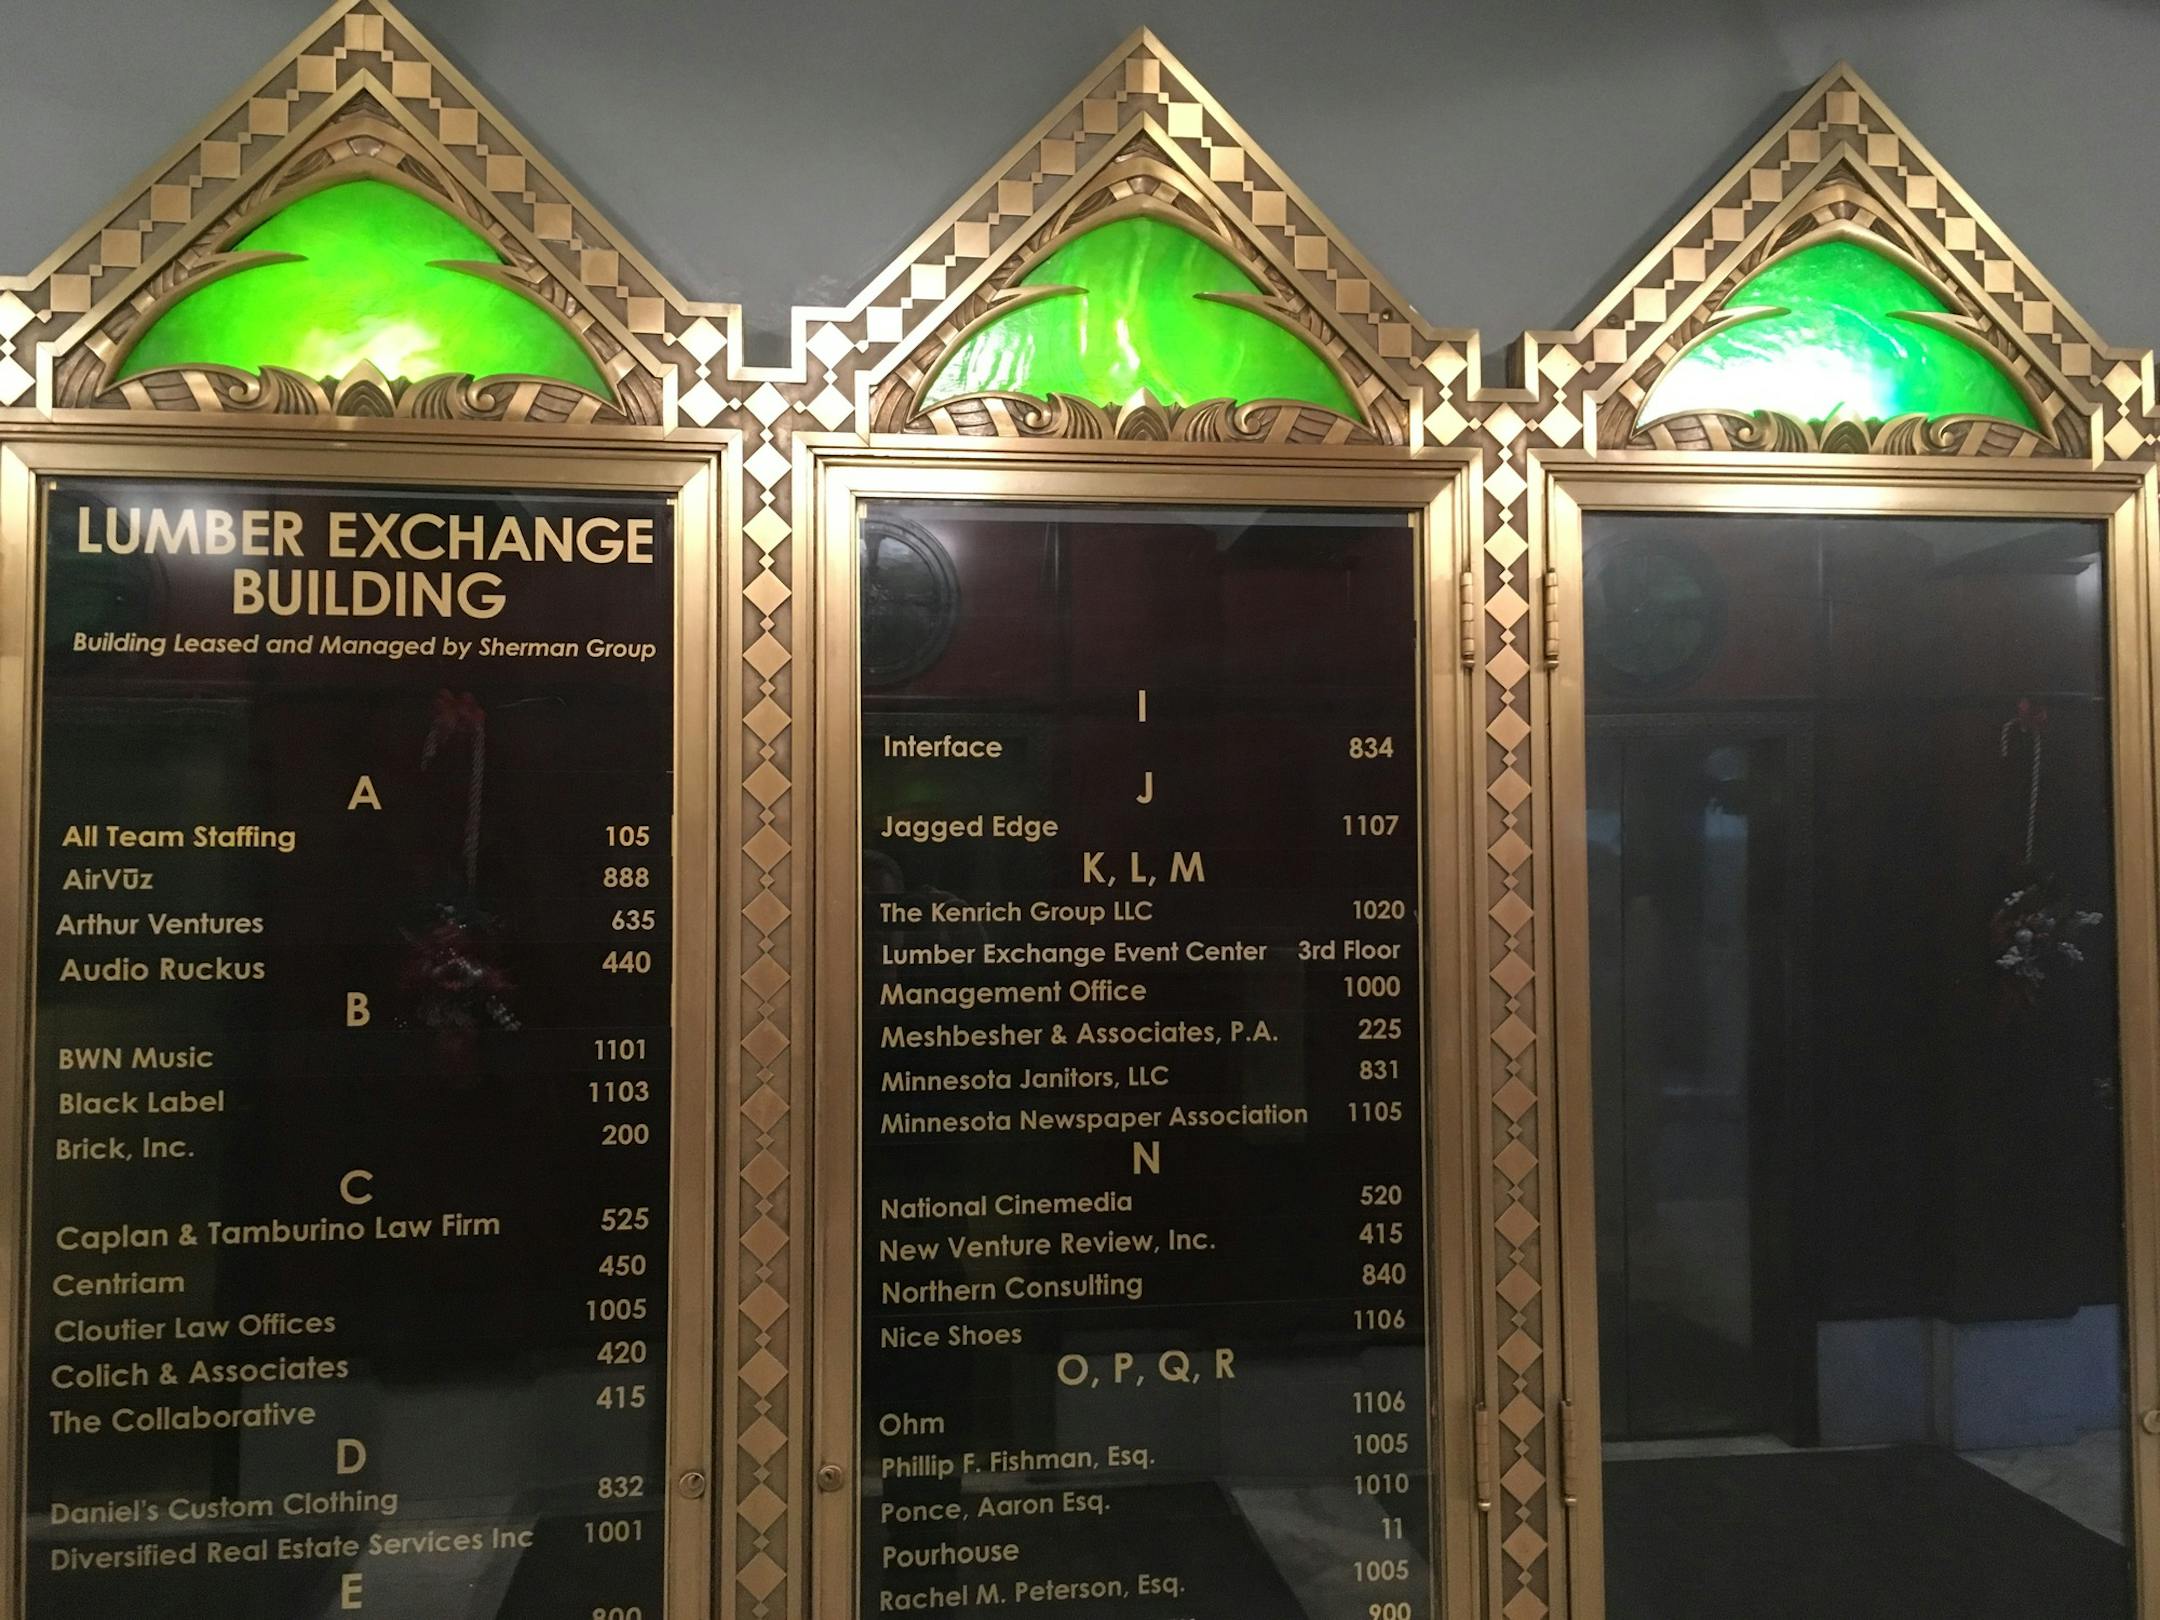 LUMBER EXCHANGE
BUILDING
Building Leased and Managed by Sherman Group
A
All Team Staffing 105
AirVūz 888
Arthur Ventures 635
Audio Ruckus 440
B
BWN Music 1101
Black Label 1103
Brick, Inc. 200
C
Caplan & Tamburino Law Firm 525
Centriam 450
Cloutier Law Offices 1005
Colich & Associates 420
The Collaborative 415
D
Daniel's Custom Clothing 832
Diversified Real Estate Services Inc 1001
E
800
I
Interface 834
J
Jagged Edge 1107
K, L, M
The Kenrich Group LLC 1020
Lumber Exchange Event Center 3rd Floor
Management Office 1000
Meshbesher & Associates, P.A. 225
Minnesota Janitors, LLC 831
Minnesota Newspaper Association 1105
N
National Cinemedia 520
New Venture Review, Inc. 415
Northern Consulting 840
Nice Shoes 1106
O, P, Q, R
Ohm 1106
Phillip F. Fishman, Esq. 1005
Ponce, Aaron Esq. 1010
Pourhouse 11
Rachel M. Peterson, Esq. 1005
900